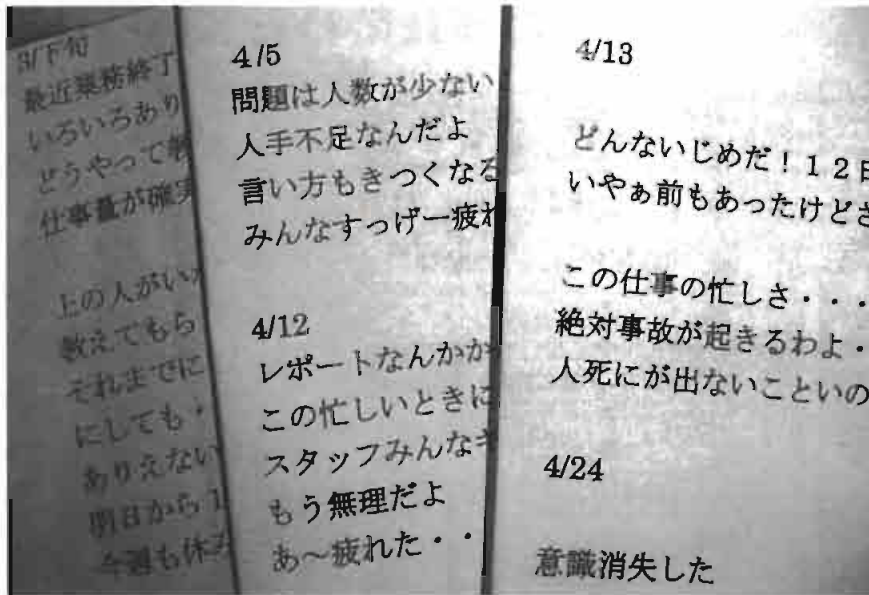 3/下旬
最近業務終了
いろいろあり
どうやって
仕事量が確実
上の人がい
教えてもら
それまでに
にしても・
ありえない
明日から1
今週も休み
4/5
問題は人数が少ない
人手不足なんだよ
言い方もきつくなる
みんなすっげー疲れ
4/12
レポートなんかか
この忙しいときに
スタッフみんなキ
もう無理だよ
あ〜疲れた・・
4/13
どんないじめだ!12日
いやぁ前もあったけどさ
この仕事の忙しさ・・・
絶対事故が起きるわよ・
人死にが出ないこといの
4/24
意識消失した